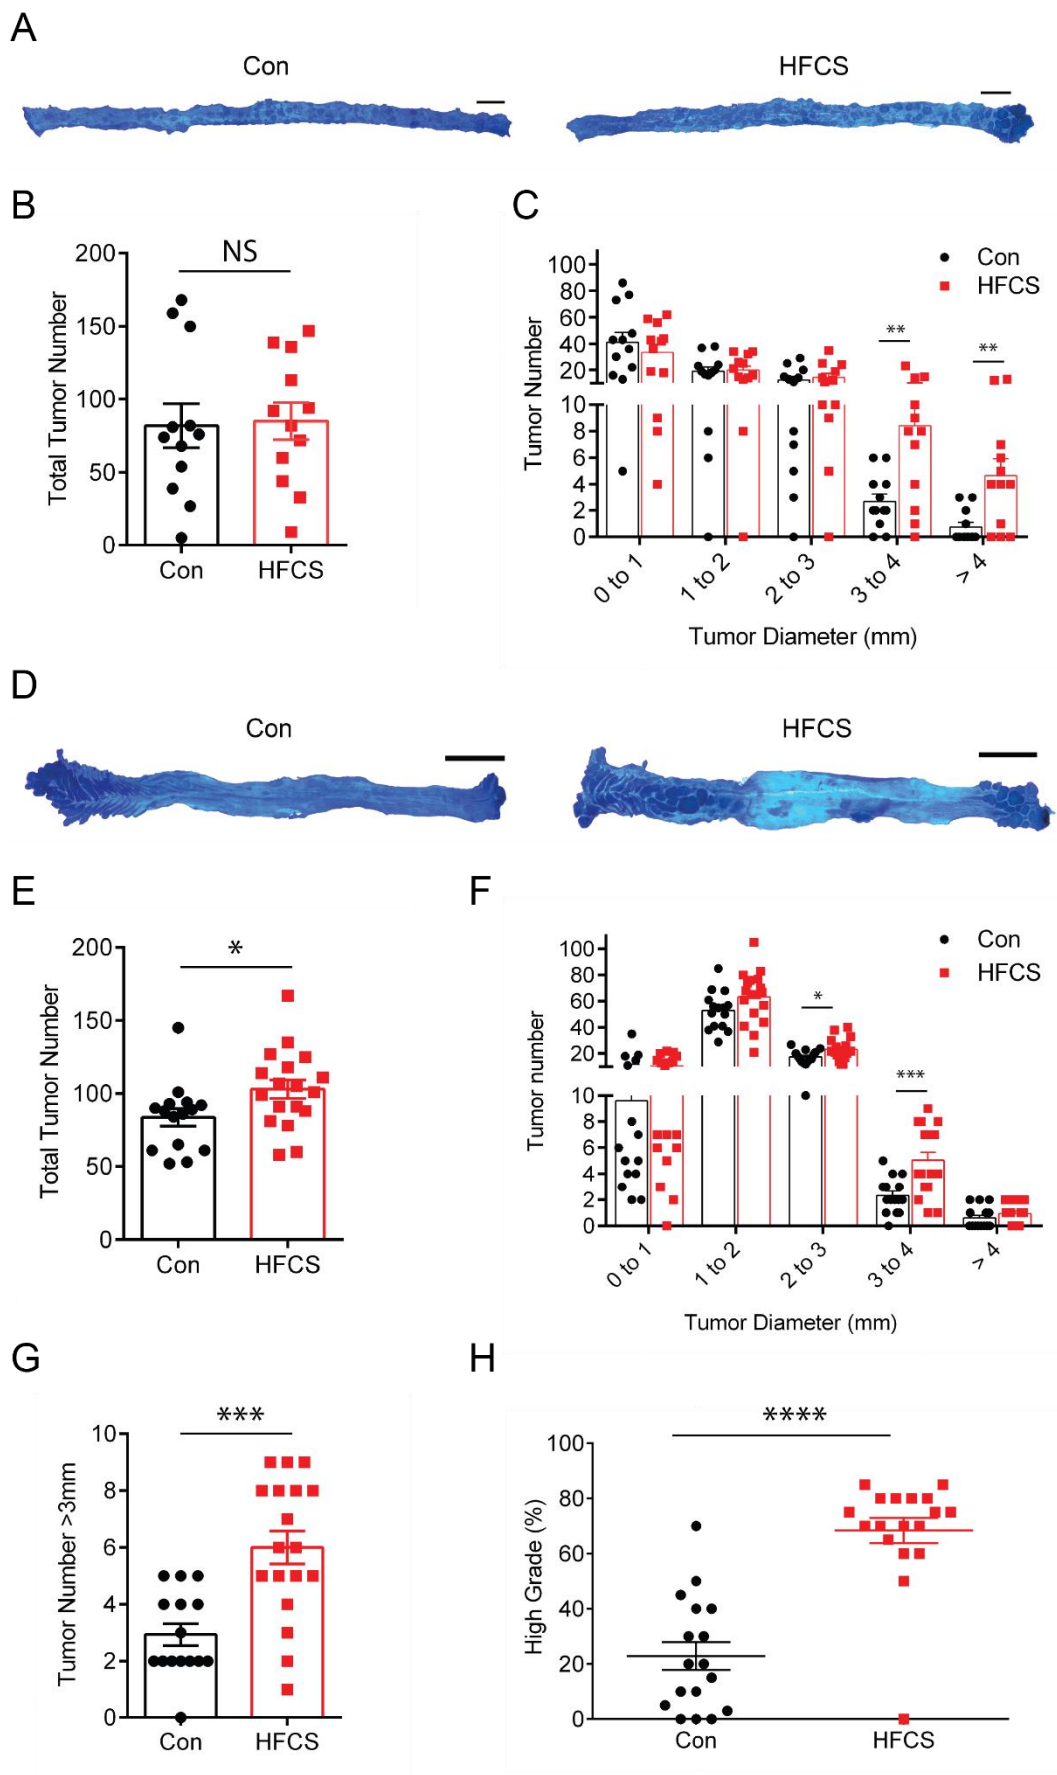 A
Con
HFCS
B
NS
200
150
100
50
0
Total Tumor Number
Con
HFCS
C
Con
HFCS
100
80
60
40
20
10
8
6
4
2
0
Tumor Number
**
**
0 to 1
1 to 2
2 to 3
3 to 4
> 4
Tumor Diameter (mm)
D
Con
HFCS
E
*
200
150
100
50
0
Total Tumor Number
Con
HFCS
F
Con
HFCS
100
80
60
40
20
10
8
6
4
2
0
Tumor number
*
***
0 to 1
1 to 2
2 to 3
3 to 4
> 4
Tumor Diameter (mm)
G
***
10
8
6
4
2
0
Tumor Number >3mm
Con
HFCS
H
****
100
80
60
40
20
0
High Grade (%)
Con
HFCS